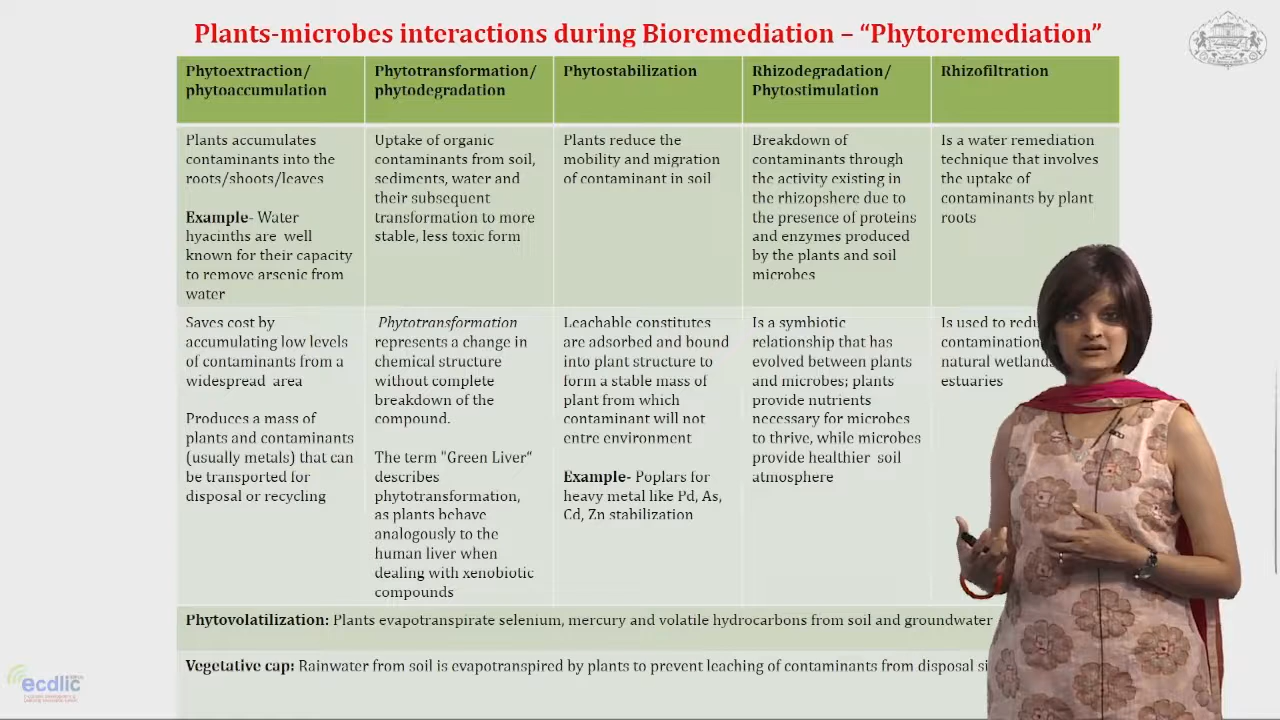 Plants-microbes interactions during Bioremediation – “Phytoremediation”
Phytoextraction/
phytoaccumulation
Phytotransformation/
phytodegradation
Phytostabilization
Rhizodegradation/
Phytostimulation
Rhizofiltration
Plants accumulates
contaminants into the
roots/shoots/leaves
Example- Water
hyacinths are well
known for their capacity
to remove arsenic from
water
Uptake of organic
contaminants from soil,
sediments, water and
their subsequent
transformation to more
stable, less toxic form
Plants reduce the
mobility and migration
of contaminant in soil
Breakdown of
contaminants through
the activity existing in
the rhizopshere due to
the presence of proteins
and enzymes produced
by the plants and soil
microbes
Is a water remediation
technique that involves
the uptake of
contaminants by plant
roots
Saves cost by
accumulating low levels
of contaminants from a
widespread area
Produces a mass of
plants and contaminants
(usually metals) that can
be transported for
disposal or recycling
Phytotransformation
represents a change in
chemical structure
without complete
breakdown of the
compound.
The term "Green Liver“
describes
phytotransformation,
as plants behave
analogously to the
human liver when
dealing with xenobiotic
compounds
Leachable constitutes
are adsorbed and bound
into plant structure to
form a stable mass of
plant from which
contaminant will not
entre environment
Example- Poplars for
heavy metal like Pd, As,
Cd, Zn stabilization
Is a symbiotic
relationship that has
evolved between plants
and microbes; plants
provide nutrients
necessary for microbes
to thrive, while microbes
provide healthier soil
atmosphere
Is used to
contamination
natural
estuaries
Phytovolatilization: Plants evapotranspirate selenium, mercury and volatile hydrocarbons from soil and groundwater
Vegetative cap: Rainwater from soil is evapotranspired by plants to prevent leaching of contaminants from disposal
ecdlic